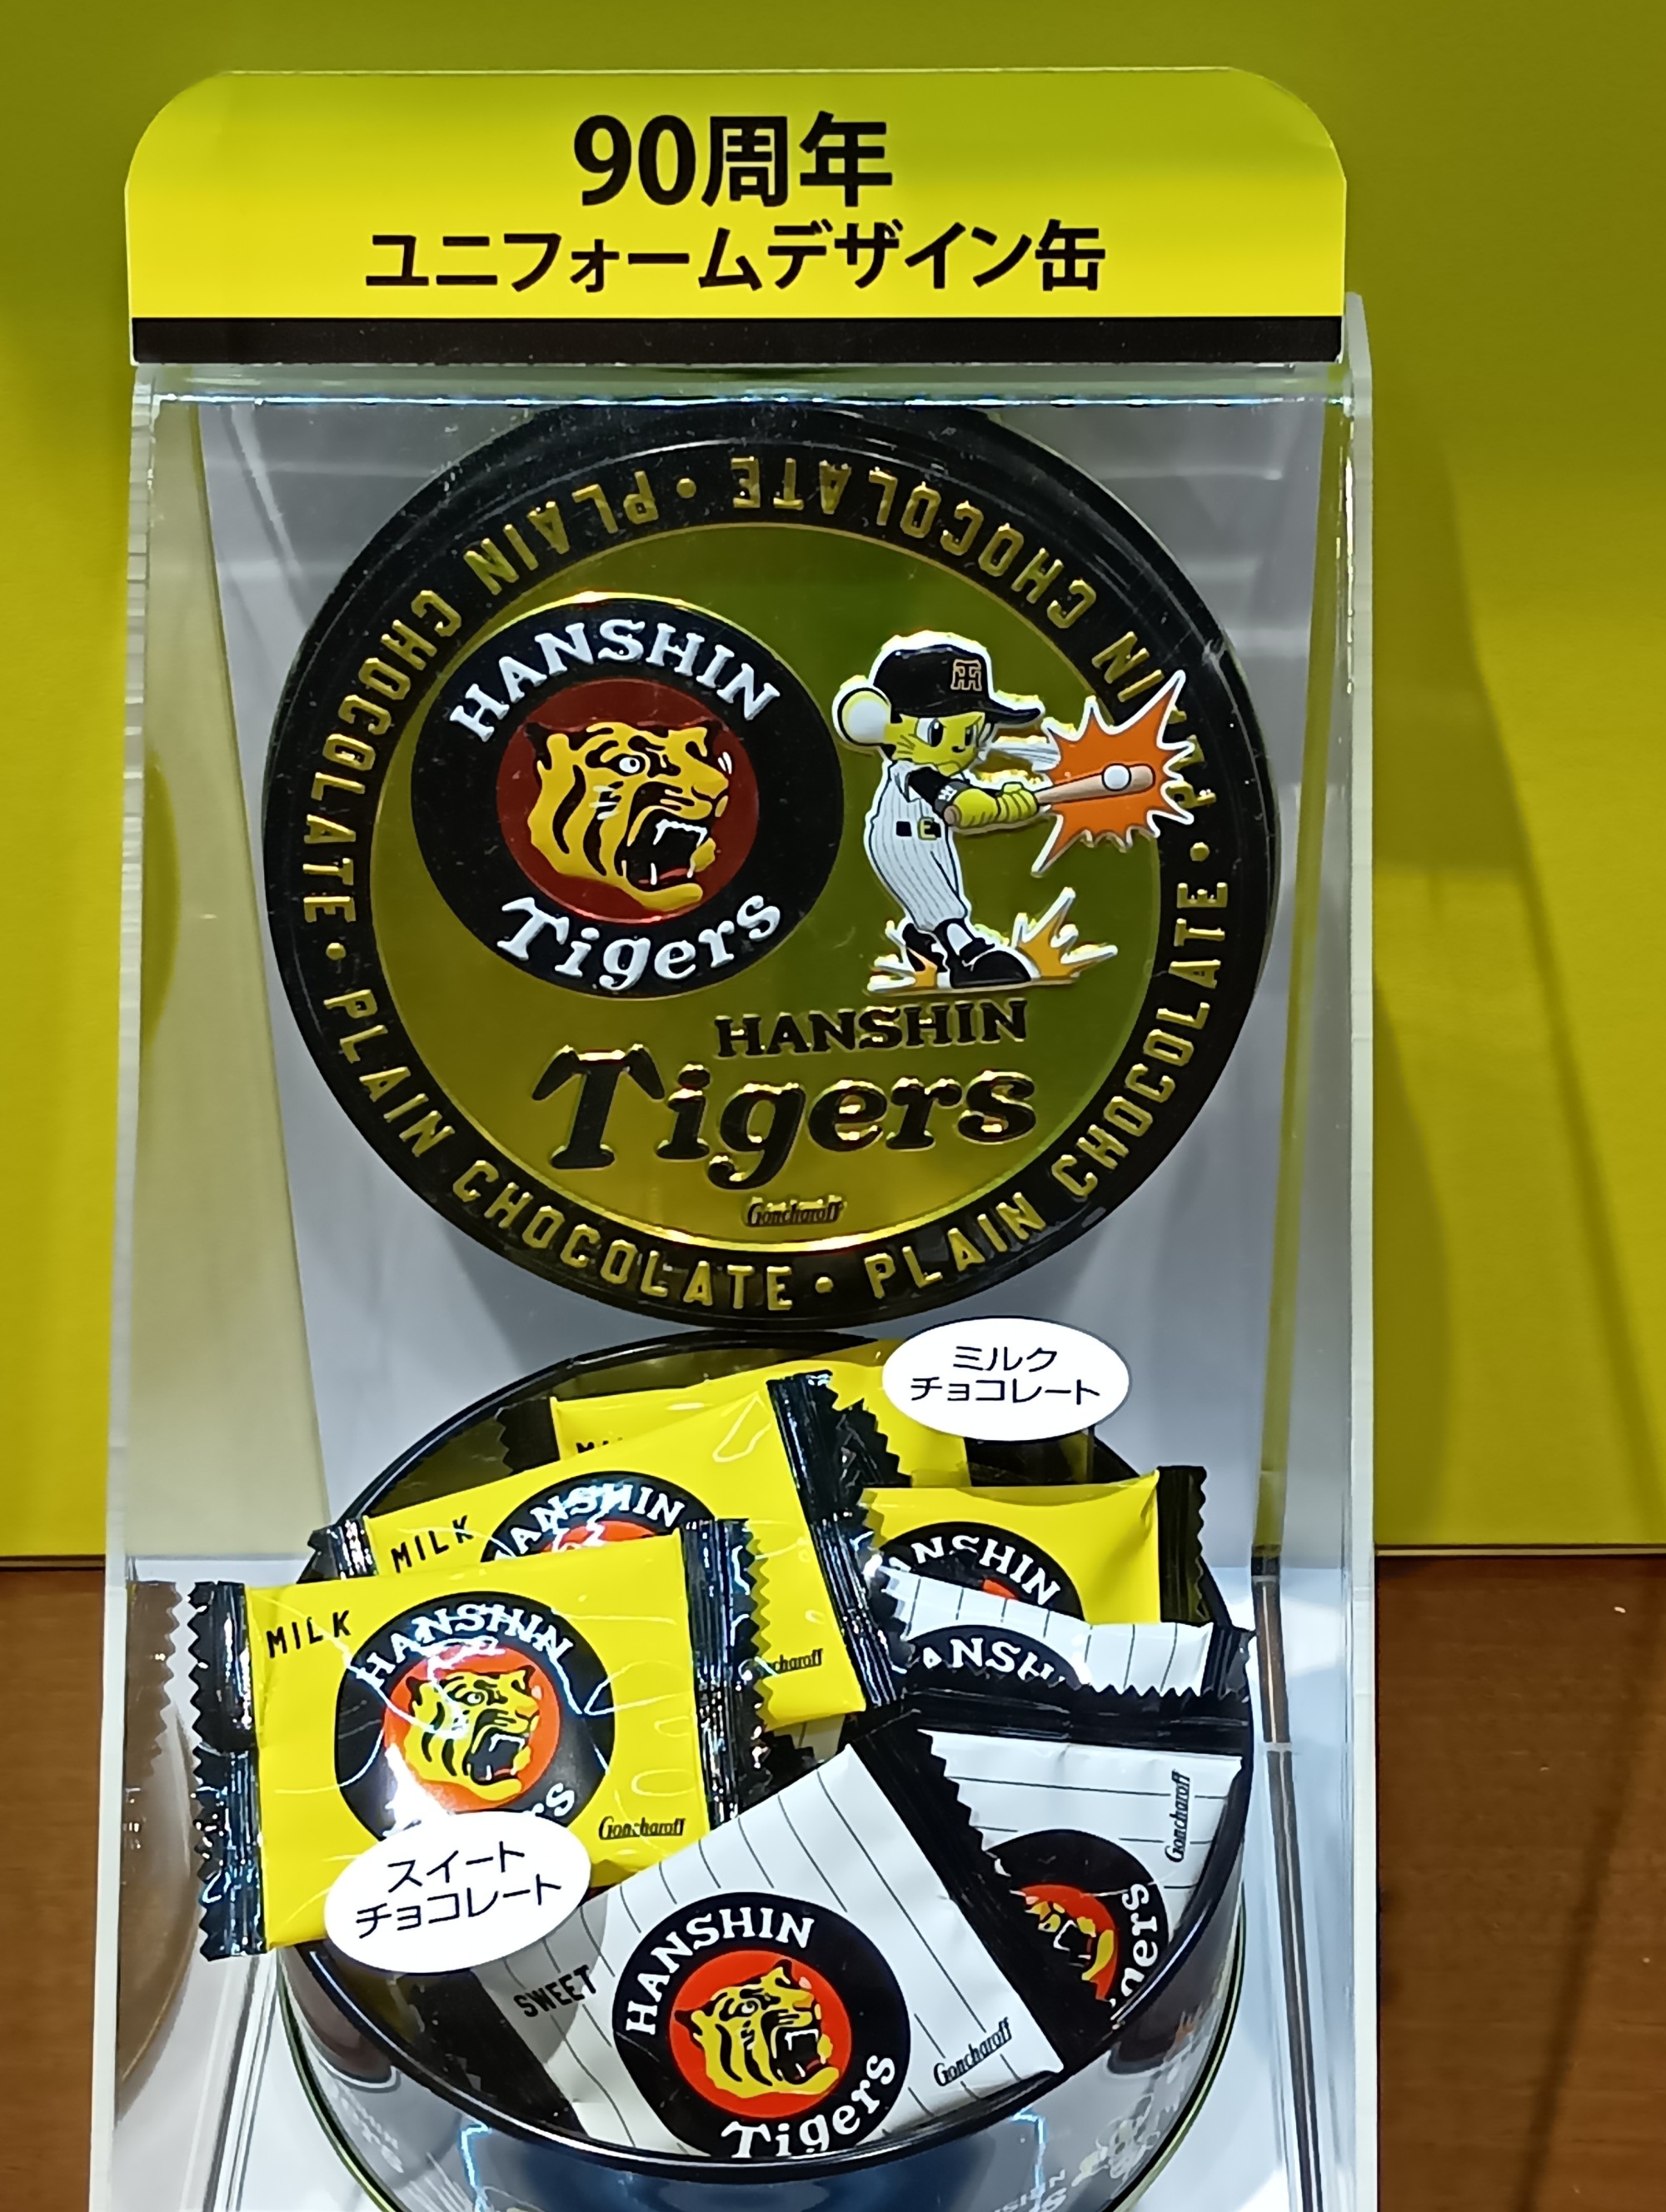 90周年
ユニフォームデザイン缶
PLAIN CHOCOLATE • PLAIN CHOCOLATE • PLAIN CHOCOLATE • PLAIN CHOCOLATE •
HANSHIN
Tigers
HANSHIN
Tigers
Goncharoff
ミルク
チョコレート
MILK
HANSHIN
HANSHIN
MILK
HANSHIN
Goncharoff
スイート
チョコレート
SWEET
HANSHIN
Tigers
Goncharoff
Goncharoff